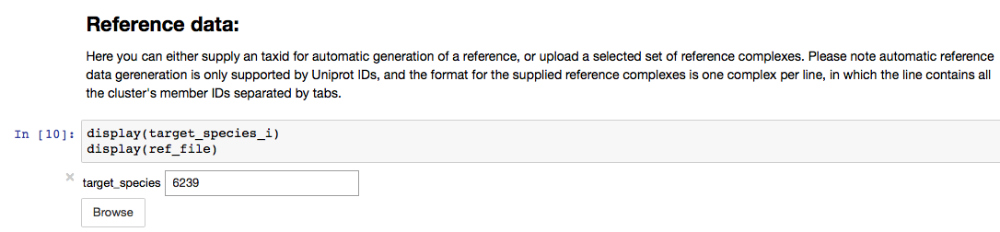 Reference data:
Here you can either supply an taxid for automatic generation of a reference, or upload a selected set of reference complexes. Please note automatic reference
data gereneration is only supported by Uniprot IDs, and the format for the supplied reference complexes is one complex per line, in which the line contains all
the cluster's member IDs separated by tabs.
In [10]: display(target_species_i)
display(ref_file)
target_species 6239
Browse